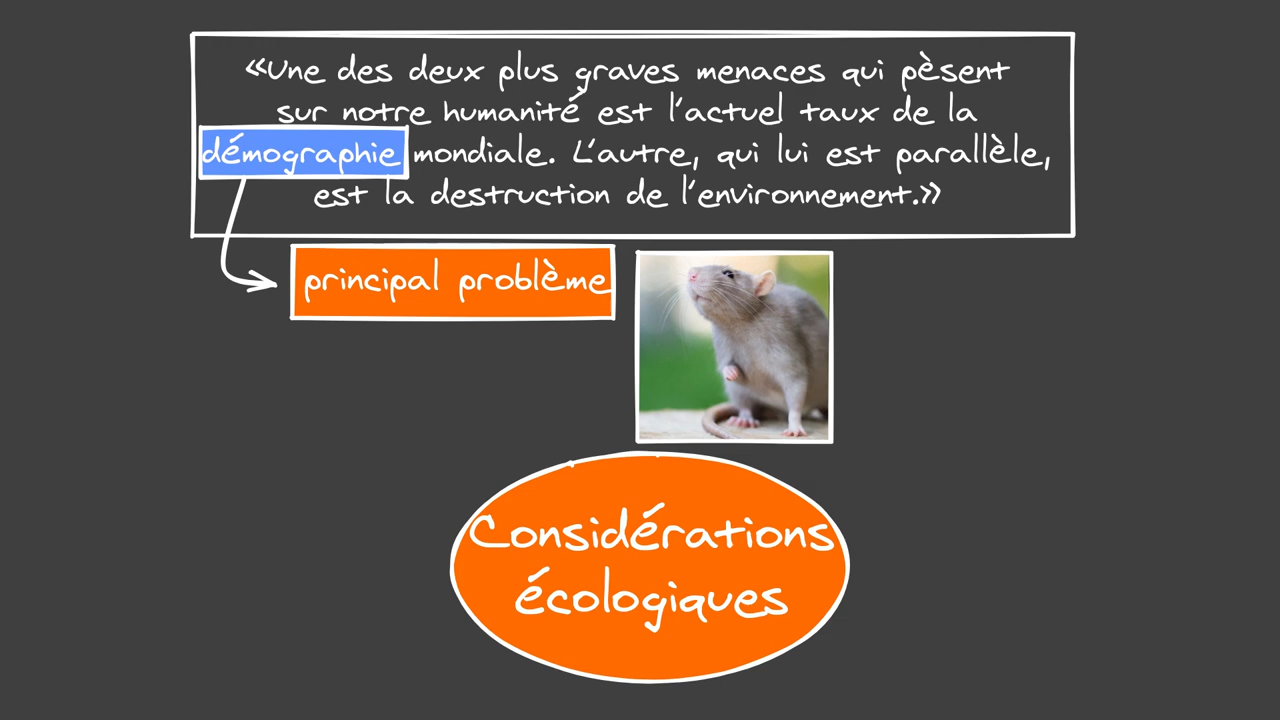 «Une des deux plus graves menaces qui pèsent
sur notre humanité est l'actuel taux de la
démographie mondiale. L'autre, qui lui est parallèle,
est la destruction de l'environnement.»
principal problème
Considérations
écologiques